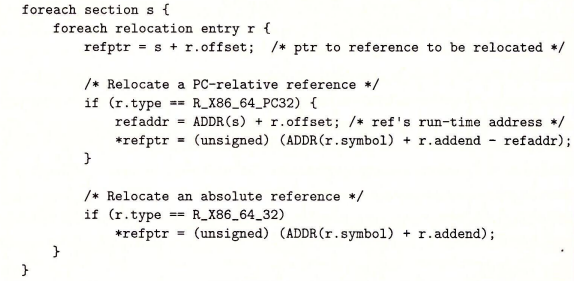 foreach section s {
    foreach relocation entry r {
        refptr = s + r.offset;  /* ptr to reference to be relocated */

        /* Relocate a PC-relative reference */
        if (r.type == R_X86_64_PC32) {
            refaddr = ADDR(s) + r.offset; /* ref's run-time address */
            *refptr = (unsigned) (ADDR(r.symbol) + r.addend - refaddr);
        }

        /* Relocate an absolute reference */
        if (r.type == R_X86_64_32)
            *refptr = (unsigned) (ADDR(r.symbol) + r.addend);
    }
}